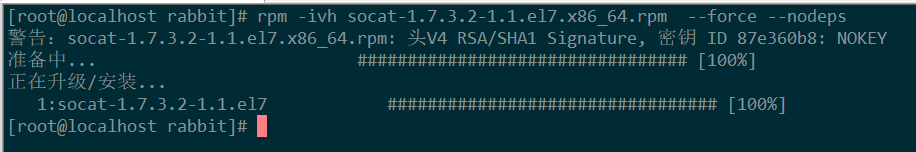 [root@localhost rabbit]# rpm -ivh socat-1.7.3.2-1.1.el7.x86_64.rpm  --force --nodeps
警告：socat-1.7.3.2-1.1.el7.x86_64.rpm: 头V4 RSA/SHA1 Signature, 密钥 ID 87e360b8: NOKEY
准备中...                          ################################# [100%]
正在升级/安装...
   1:socat-1.7.3.2-1.1.el7            ################################# [100%]
[root@localhost rabbit]#